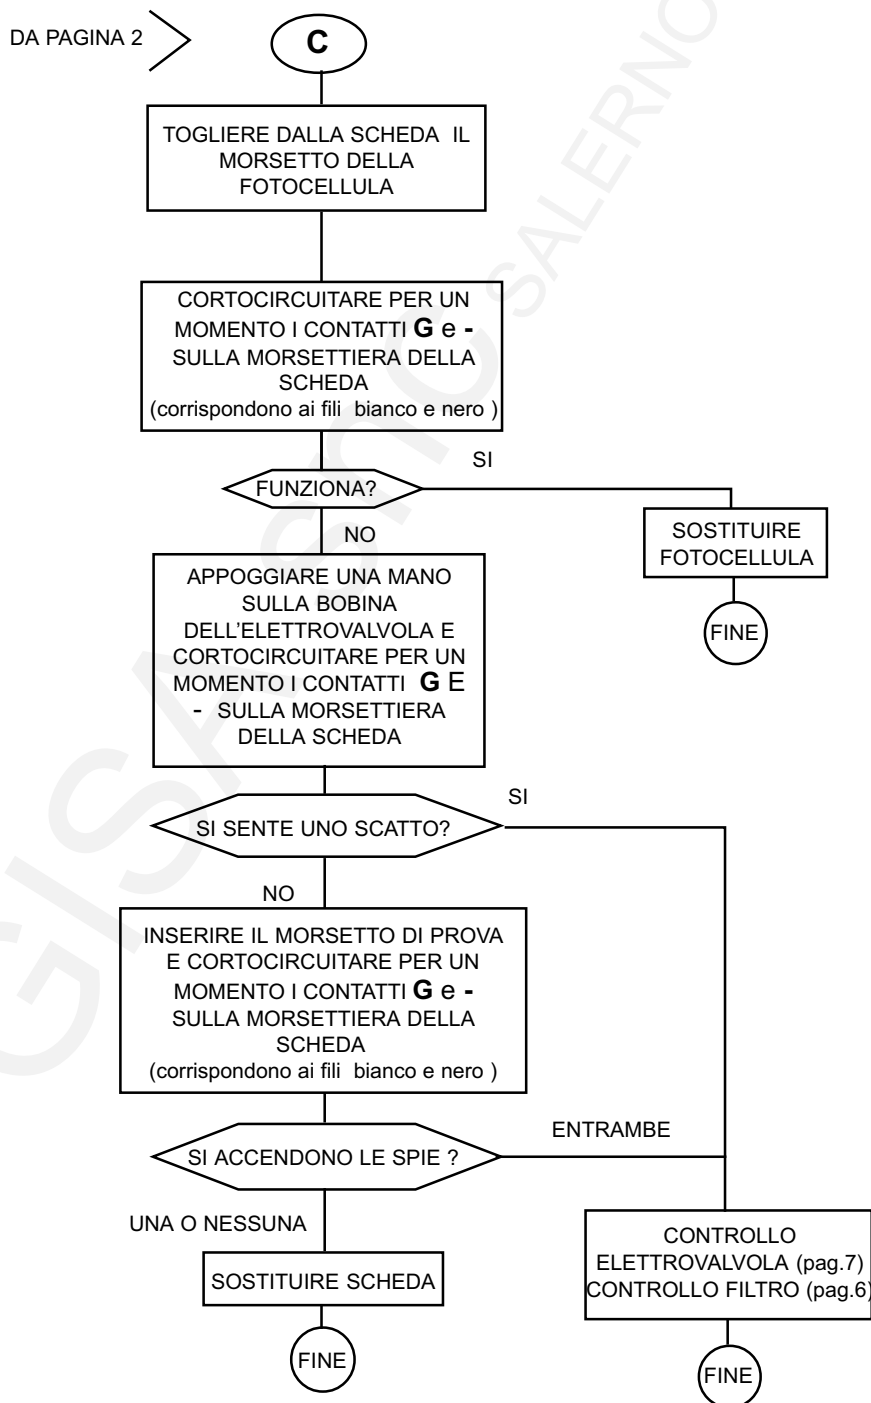 DA PAGINA 2
C
TOGLIERE DALLA SCHEDA IL
MORSETTO DELLA
FOTOCELLULA
CORTOCIRCUITARE PER UN
MOMENTO I CONTATTI G e -
SULLA MORSETTIERA DELLA
SCHEDA
(corrispondono ai fili bianco e nero )
FUNZIONA?
SI
NO
SOSTITUIRE
FOTOCELLULA
FINE
APPOGGIARE UNA MANO
SULLA BOBINA
DELL'ELETTROVALVOLA E
CORTOCIRCUITARE PER UN
MOMENTO I CONTATTI G E
- SULLA MORSETTIERA
DELLA SCHEDA
SI SENTE UNO SCATTO?
SI
NO
INSERIRE IL MORSETTO DI PROVA
E CORTOCIRCUITARE PER UN
MOMENTO I CONTATTI G e -
SULLA MORSETTIERA DELLA
SCHEDA
(corrispondono ai fili bianco e nero )
SI ACCENDONO LE SPIE ?
ENTRAMBE
UNA O NESSUNA
SOSTITUIRE SCHEDA
FINE
CONTROLLO
ELETTROVALVOLA (pag.7)
CONTROLLO FILTRO (pag.6)
FINE
GISA snc SALERNO